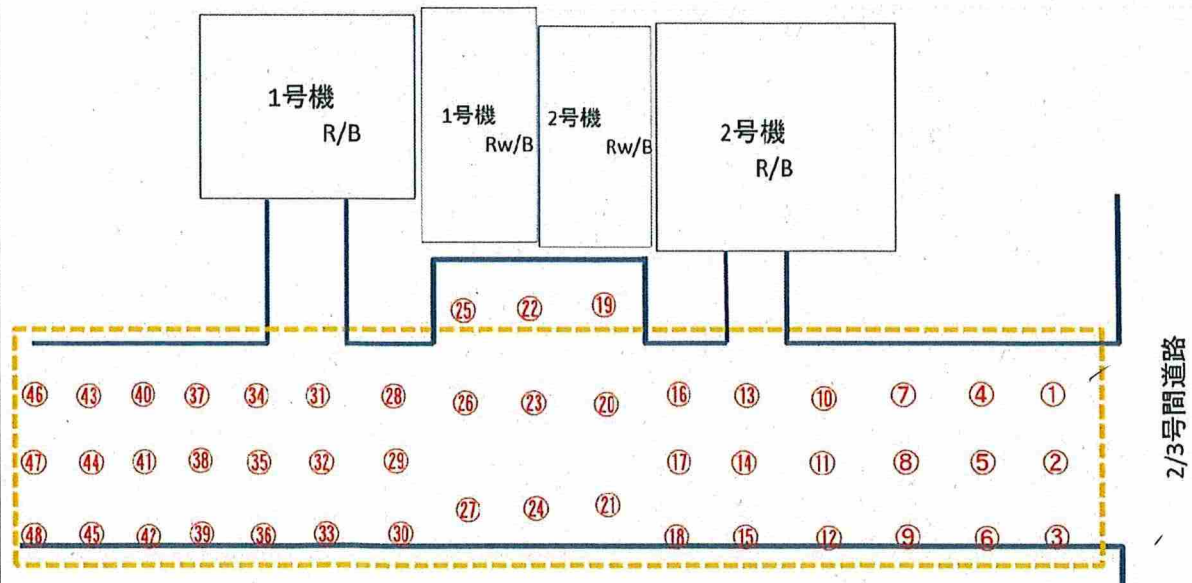 1号機
R/B
1号機
Rw/B
2号機
Rw/B
2号機
R/B
㉕ ㉒ ⑲
㊻ ㊸ ㊵ ㊲ ㉞ ㉛ ㉘ ㉖ ㉓ ⑳ ⑯ ⑬ ⑩ ⑦ ④ ①
㊼ ㊹ ㊶ ㊳ ㉟ ㉜ ㉙ ⑰ ⑭ ⑪ ⑧ ⑤ ②
㉗ ㉔ ㉑
㊽ ㊺ ㊷ ㊴ ㊱ ㉝ ㉚ ⑱ ⑮ ⑫ ⑨ ⑥ ③
2/3号間道路